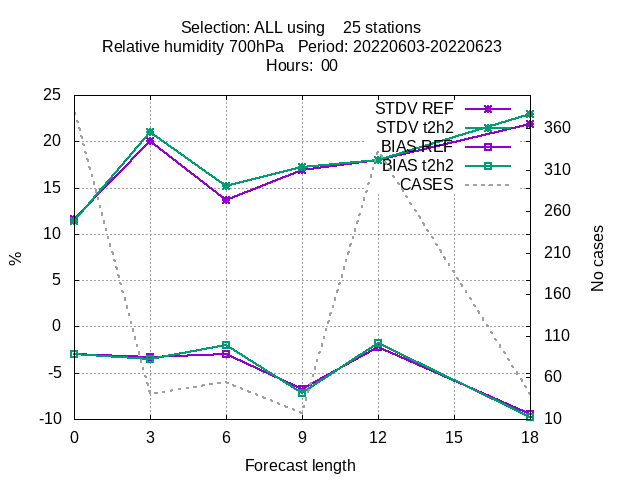 Selection: ALL using    25 stations
Relative humidity 700hPa   Period: 20220603-20220623
Hours:  00
25
20
15
10
5
0
-5
-10
%
STDV REF
STDV t2h2
BIAS REF
BIAS t2h2
CASES
360
310
260
210
160
110
60
10
No cases
0 3 6 9 12 15 18
Forecast length